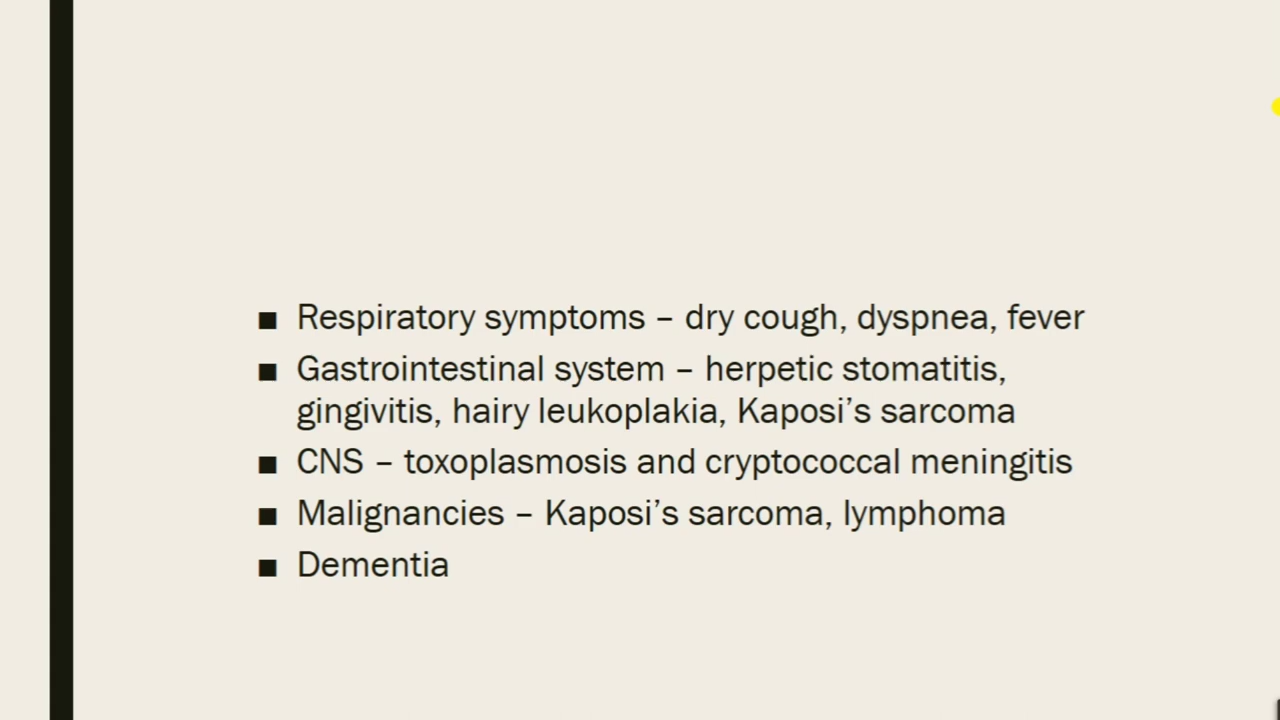 ■ Respiratory symptoms – dry cough, dyspnea, fever
■ Gastrointestinal system – herpetic stomatitis,
gingivitis, hairy leukoplakia, Kaposi’s sarcoma
■ CNS – toxoplasmosis and cryptococcal meningitis
■ Malignancies – Kaposi’s sarcoma, lymphoma
■ Dementia